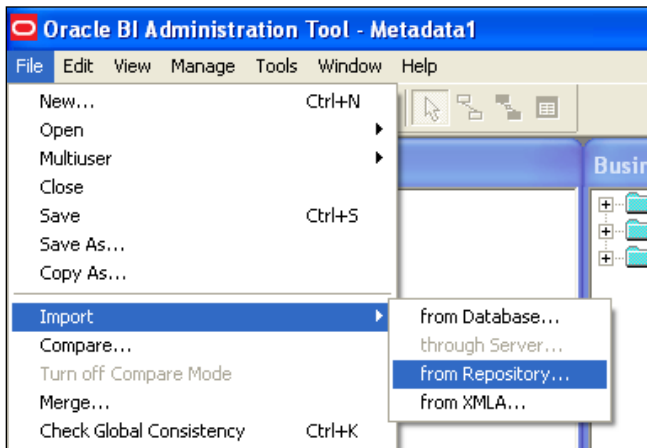 Oracle BI Administration Tool - Metadata1
File Edit View Manage Tools Window Help
New... Ctrl+N
Open
Multiuser
Close
Save Ctrl+S
Save As...
Copy As...
Import
Compare...
Turn off Compare Mode
Merge...
Check Global Consistency Ctrl+K
from Database...
through Server...
from Repository...
from XMLA...